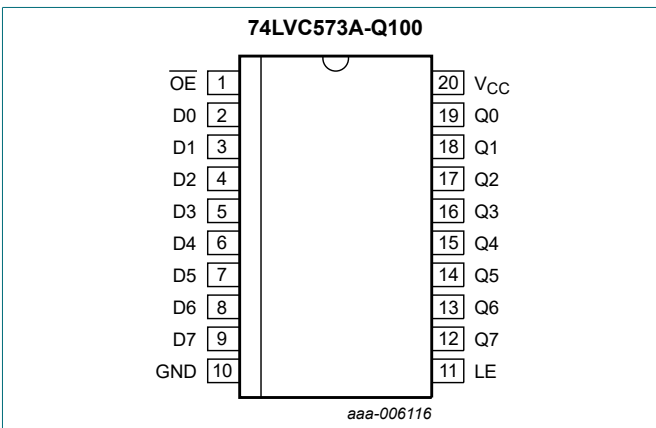 74LVC573A-Q100
OE 1 20 VCC
D0 2 19 Q0
D1 3 18 Q1
D2 4 17 Q2
D3 5 16 Q3
D4 6 15 Q4
D5 7 14 Q5
D6 8 13 Q6
D7 9 12 Q7
GND 10 11 LE
aaa-006116